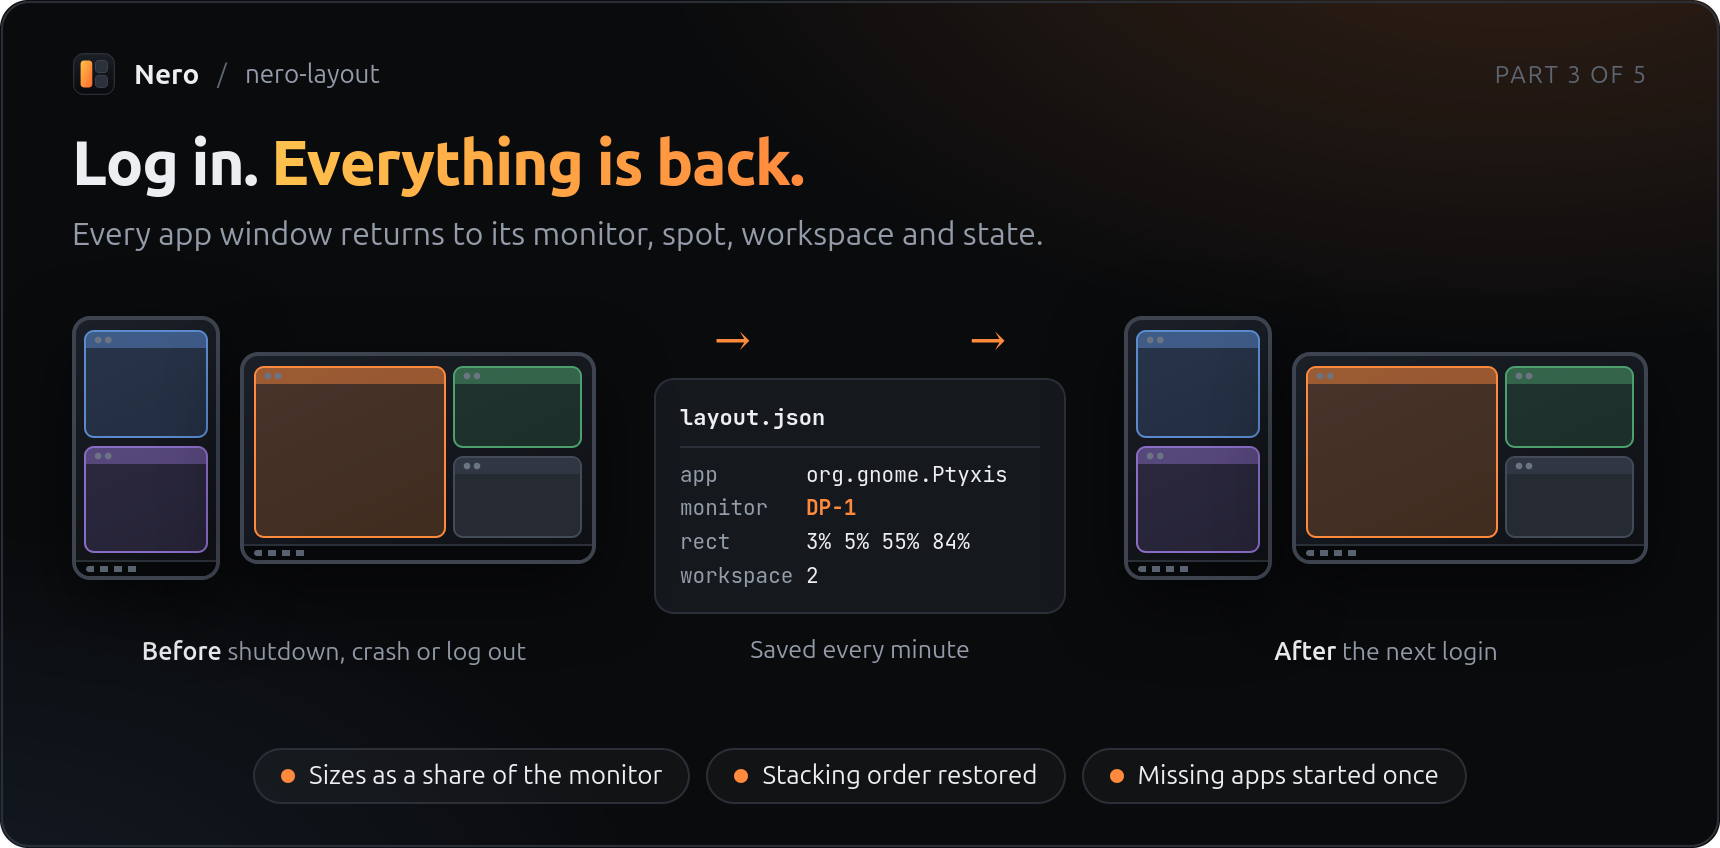 Nero / nero-layout
PART 3 OF 5
Log in. Everything is back.
Every app window returns to its monitor, spot, workspace and state.
→ →
layout.json
app org.gnome.Ptyxis
monitor DP-1
rect 3% 5% 55% 84%
workspace 2
Before shutdown, crash or log out
Saved every minute
After the next login
Sizes as a share of the monitor
Stacking order restored
Missing apps started once